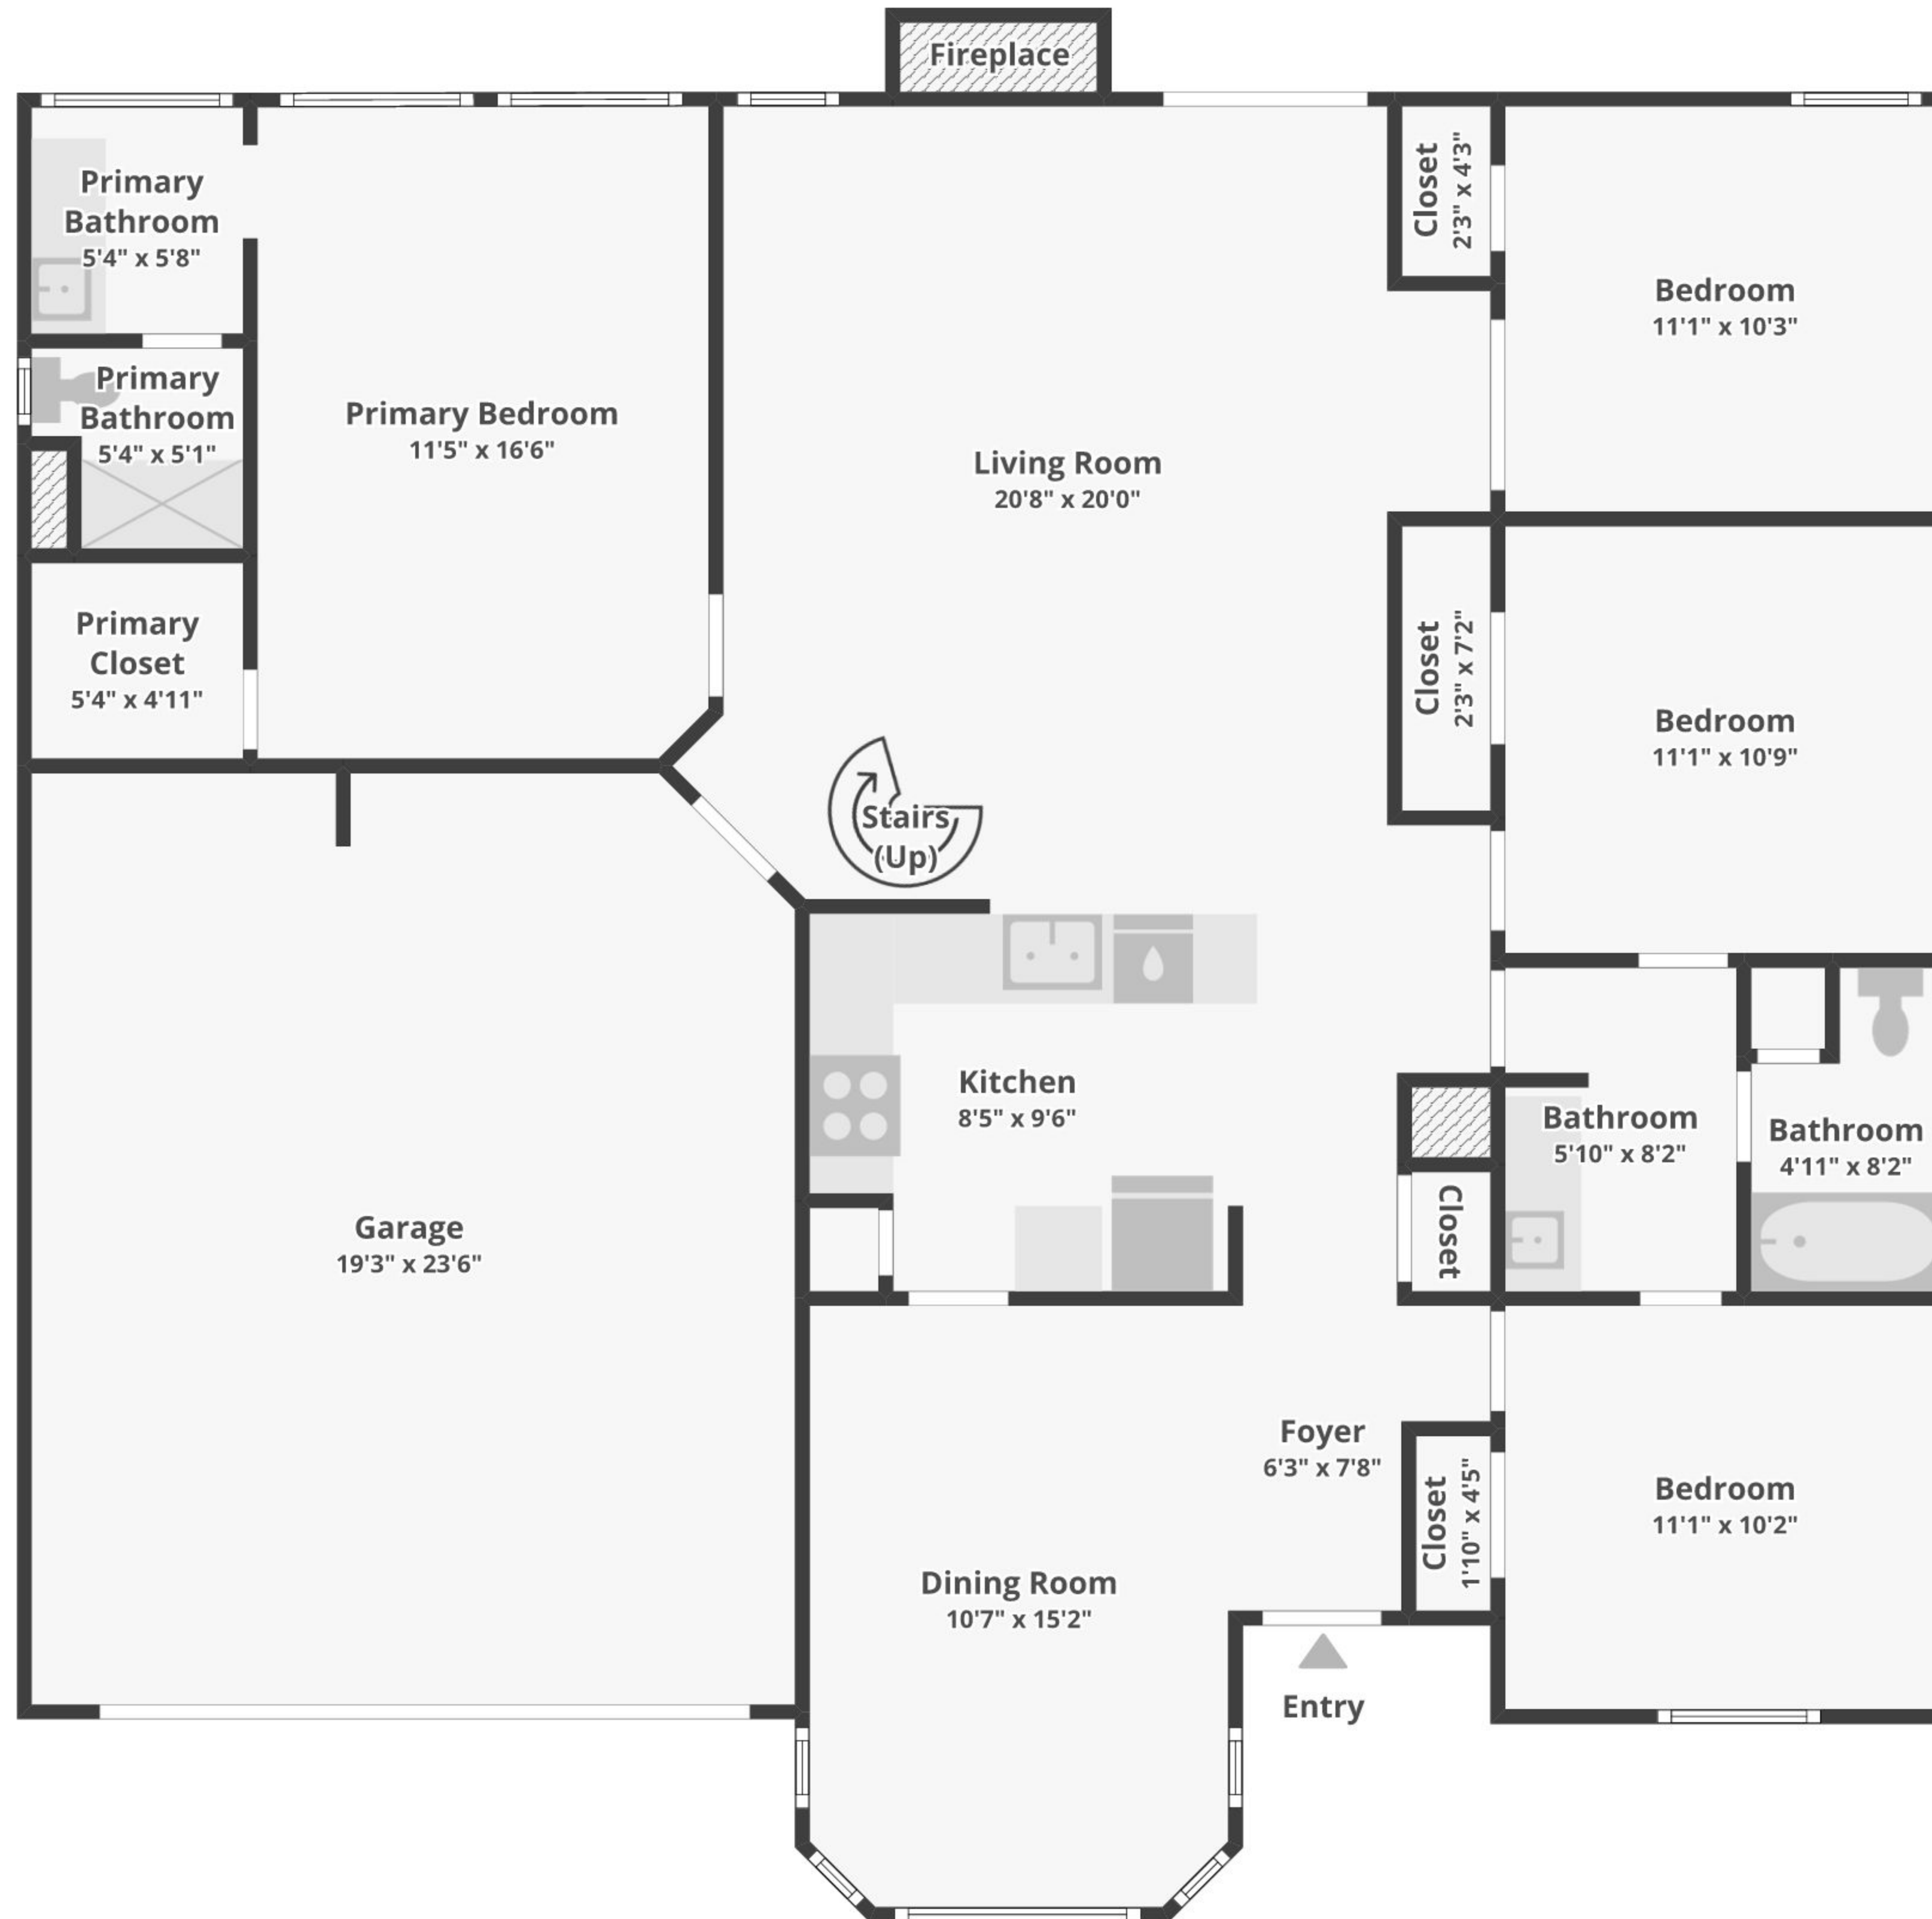 Fireplace
Primary
Bathroom
5'4" x 5'8"
Closet
2'3" x 4'3"
Bedroom
11'1" x 10'3"
Primary
Bathroom
5'4" x 5'1"
Primary Bedroom
11'5" x 16'6"
Living Room
20'8" x 20'0"
Primary
Closet
5'4" x 4'11"
Closet
2'3" x 7'2"
Bedroom
11'1" x 10'9"
Stairs
(Up)
Kitchen
8'5" x 9'6"
Bathroom
5'10" x 8'2"
Bathroom
4'11" x 8'2"
Closet
Garage
19'3" x 23'6"
Foyer
6'3" x 7'8"
Closet
1'10" x 4'5"
Bedroom
11'1" x 10'2"
Dining Room
10'7" x 15'2"
Entry